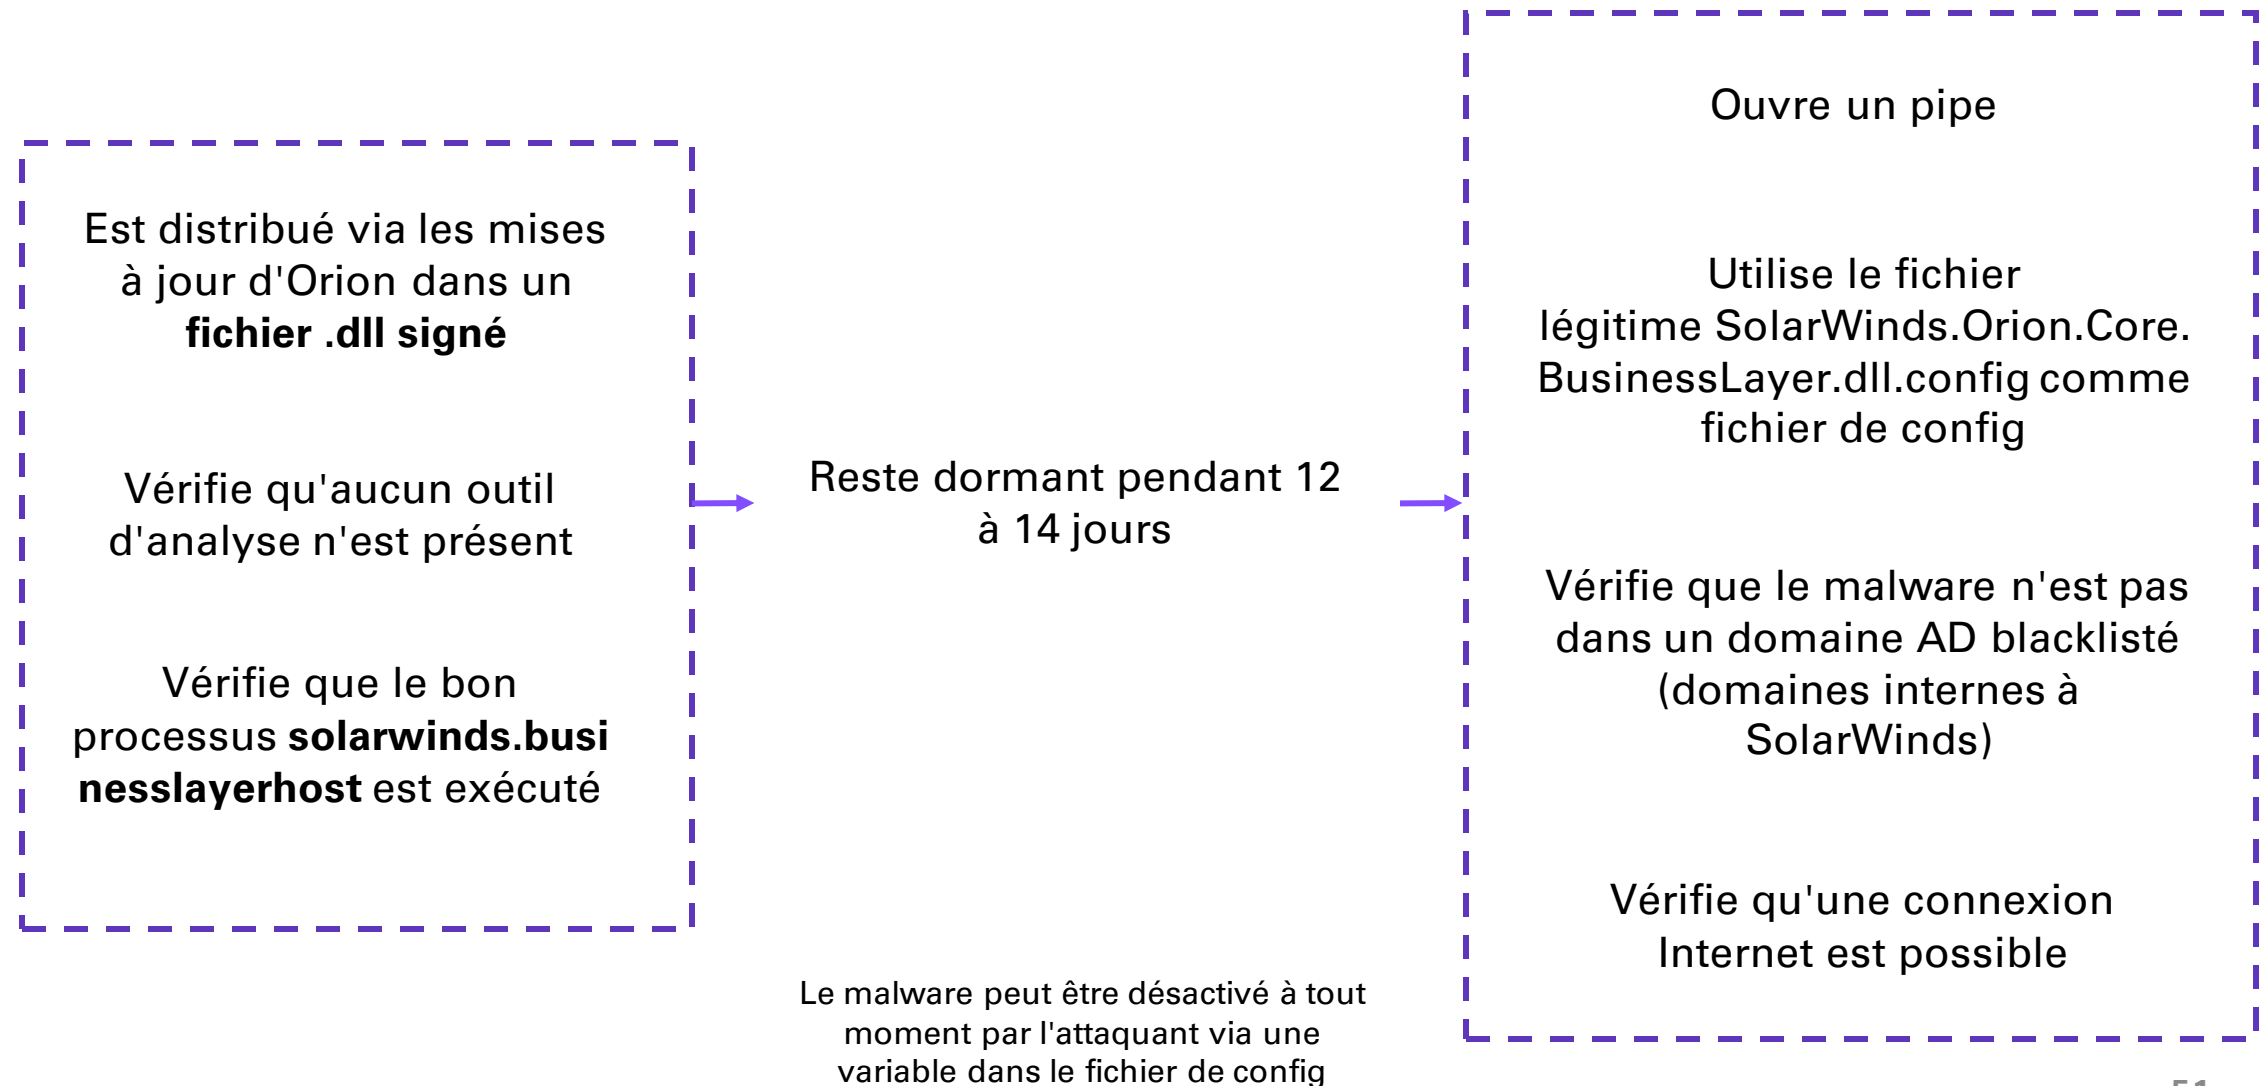 Est distribué via les mises
à jour d'Orion dans un
fichier .dll signé
Vérifie qu'aucun outil
d'analyse n'est présent
Vérifie que le bon
processus solarwinds.busi
nesslayerhost est exécuté
Reste dormant pendant 12
à 14 jours
Le malware peut être désactivé à tout
moment par l'attaquant via une
variable dans le fichier de config
Ouvre un pipe
Utilise le fichier
légitime SolarWinds.Orion.Core.
BusinessLayer.dll.config comme
fichier de config
Vérifie que le malware n'est pas
dans un domaine AD blacklisté
(domaines internes à
SolarWinds)
Vérifie qu'une connexion
Internet est possible